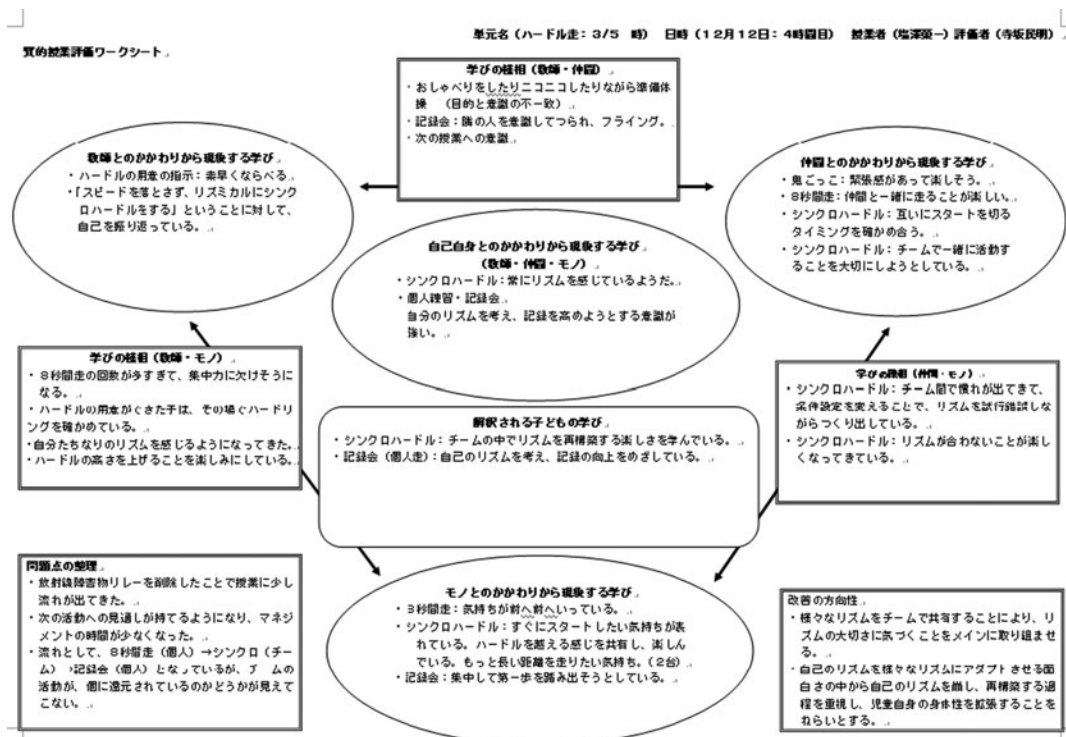 単元名（ハードル走：3/5 時） 日時（12月12日：4時間目） 授業者（塩澤榮一）評価者（寺坂民明）
質的授業評価ワークシート
学びの様相（教師・仲間）
・おしゃべりをしたりニコニコしたりながら準備体
操 （目的と意識の不一致）
・記録会：隣の人を意識してつられ、フライング。
・次の授業への意識
教師とのかかわりから現後する学び
・ハードルの用意の指示：素早くならべる
・「スピードを落とさず、リズミカルにシンク
ロハードルをする」ということに対して、
自己を振り返っている。
仲間とのかかわりから現後する学び
・鬼ごっこ：緊張感があって楽しそう。
・8秒間走：仲間と一緒に走ることが楽しい。
・シンクロハードル：互いにスタートを切る
タイミングを確かめ合う。
・シンクロハードル：チームで一緒に活動す
ることを大切にしようとしている。
自己自身とのかかわりから現後する学び
（教師・仲間・モノ）
・シンクロハードル：常にリズムを感じているようだ。
・個人練習・記録会
自分のリズムを考え、記録を高めようとする意識が
強い。
学びの様相（教師・モノ）
・８秒間走の回数が多すぎて、集中力に欠けそうに
なる。
・ハードルの用意ができた子は、その場でハードリ
ングを確かめている。
・自分たちなりのリズムを感じるようになってきた。
・ハードルの高さを上げることを楽しみにしている。
学びの様相（仲間・モノ）
・シンクロハードル：チーム間で慣れが出てきて、
条件設定を変えることで、リズムを試行錯誤しな
がらつくり出している。
・シンクロハードル：リズムが合わないことが楽し
くなってきている。
解釈される子どもの学び
・シンクロハードル：チームの中でリズムを再構築する楽しさを学んでいる。
・記録会（個人走）：自己のリズムを考え、記録の向上をめざしている。
問題点の整理
・放射線障害物リレーを削除したことで授業に少し
流れが出てきた。
・次の活動への見通しが持てるようになり、マネジ
メントの時間が少なくなった。
・流れとして、８秒間走（個人）→シンクロ（チー
ム）→記録会（個人）となっているが、チームの
活動が、個に還元されているのかどうかが見えて
こない。
モノとのかかわりから現後する学び
・8秒間走：気持ちが前へ前へいっている。
・シンクロハードル：すぐにスタートしたい気持ちが表
れている。ハードルを越える感じを共有し、楽しん
でいる。もっと長い距離を走りたい気持ち。（2台）
・記録会：集中して第一歩を踏み出そうとしている。
改善の方向性
・様々なリズムをチームで共有することにより、リ
ズムの大切さに気づくことをメインに取り組ませ
る。
・自己のリズムを様々なリズムにアダプトさせる面
白さの中から自己のリズムを崩し、再構築する過
程を重視し、児童自身の身体性を拡張することを
ねらいとする。